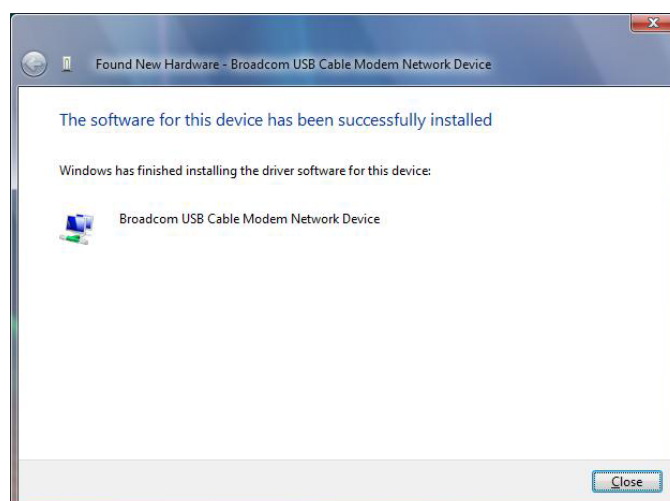 Found New Hardware - Broadcom USB Cable Modem Network Device
The software for this device has been successfully installed
Windows has finished installing the driver software for this device:
Broadcom USB Cable Modem Network Device
Close